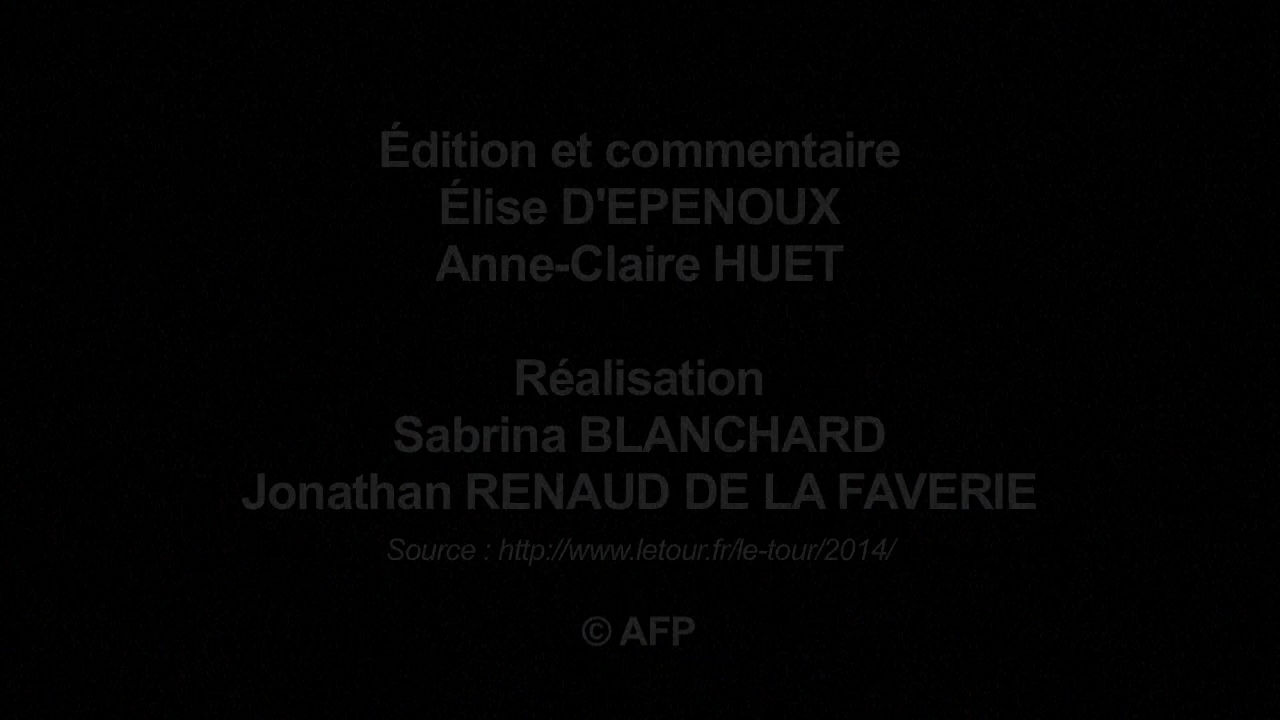 Édition et commentaire
Élise D'EPENOUX
Anne-Claire HUET
Réalisation
Sabrina BLANCHARD
Jonathan RENAUD DE LA FAVERIE
Source : http://www.letour.fr/le-tour/2014/
© AFP